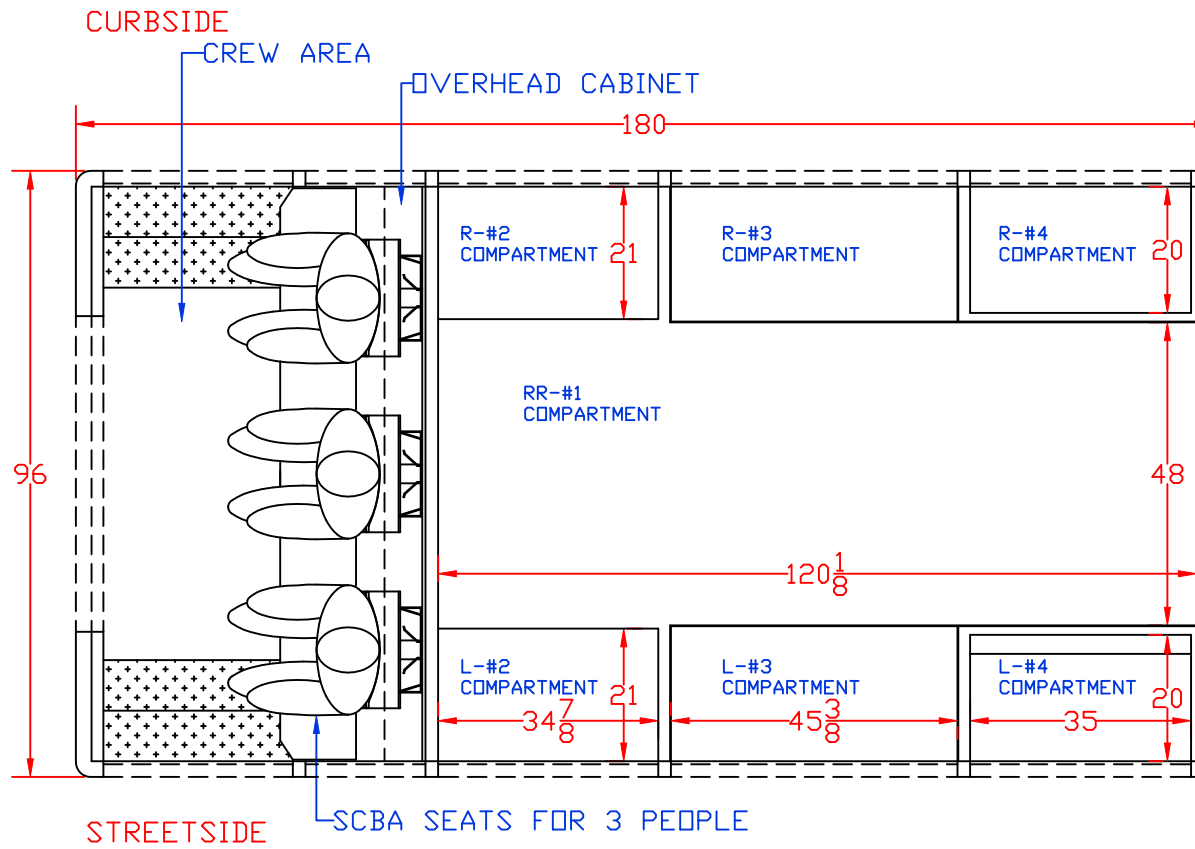 CURBSIDE
CREW AREA
OVERHEAD CABINET
180
R-#2
COMPARTMENT
21
R-#3
COMPARTMENT
R-#4
COMPARTMENT
20
RR-#1
COMPARTMENT
96
48
120 1/8
L-#2
COMPARTMENT
21
34 7/8
L-#3
COMPARTMENT
45 3/8
L-#4
COMPARTMENT
20
35
SCBA SEATS FOR 3 PEOPLE
STREETSIDE